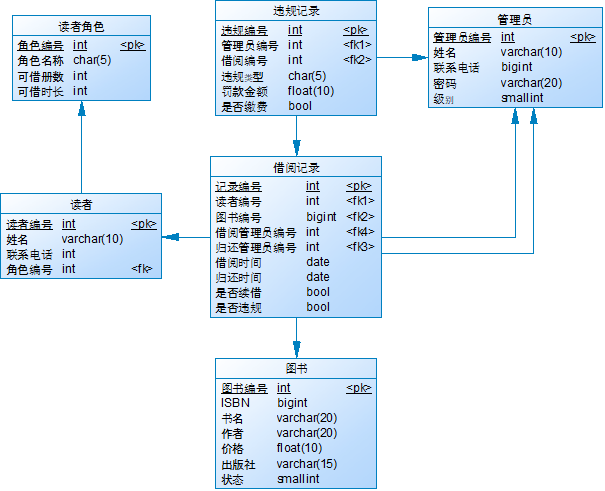 读者角色
角色编号 int <pk>
角色名称 char(5)
可借册数 int
可借时长 int
违规记录
违规编号 int <pk>
管理员编号 int <fk1>
借阅编号 int <fk2>
违规类型 char(5)
罚款金额 float(10)
是否缴费 bool
管理员
管理员编号 int <pk>
姓名 varchar(10)
联系电话 bigint
密码 varchar(20)
级别 smallint
读者
读者编号 int <pk>
姓名 varchar(10)
联系电话 int
角色编号 int <fk>
借阅记录
记录编号 int <pk>
读者编号 int <fk1>
图书编号 bigint <fk2>
借阅管理员编号 int <fk4>
归还管理员编号 int <fk3>
借阅时间 date
归还时间 date
是否续借 bool
是否违规 bool
图书
图书编号 int <pk>
ISBN bigint
书名 varchar(20)
作者 varchar(20)
价格 float(10)
出版社 varchar(15)
状态 smallint